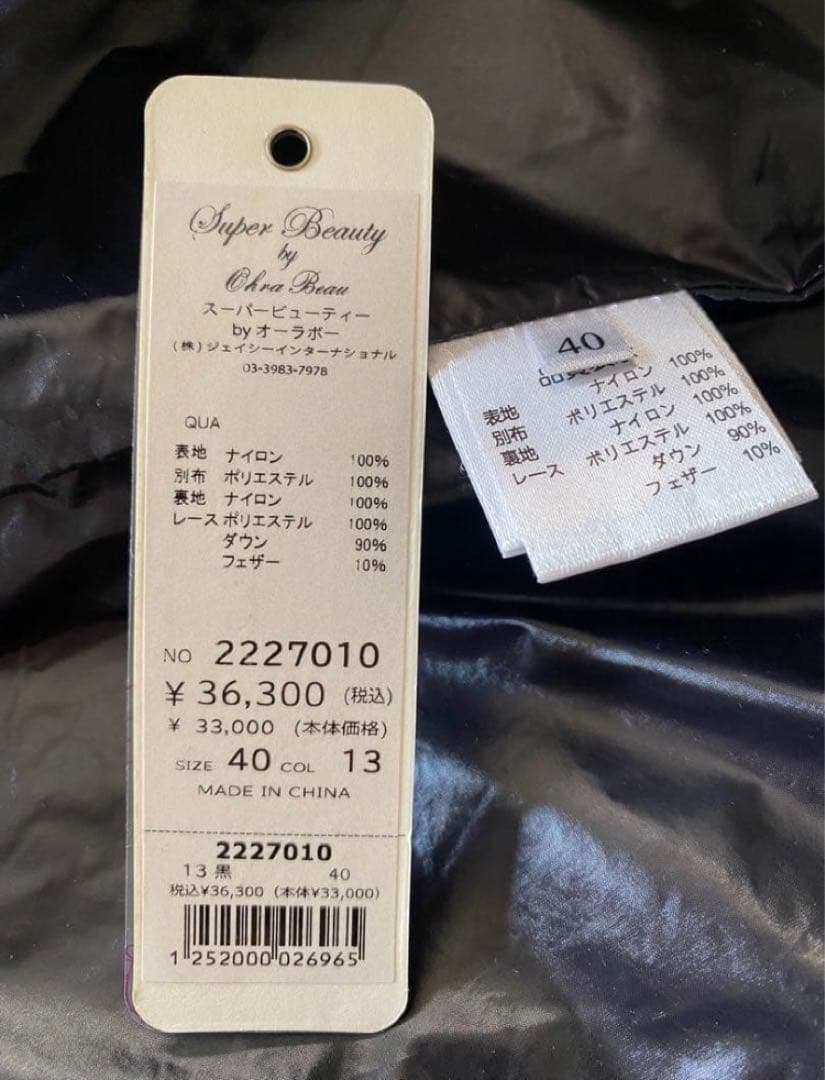 Super Beauty
by
Ohra Beau
スーパービューティー
by オーラボー
(株)ジェイシーインターナショナル
03-3983-7978
QUA
表地 ナイロン 100%
別布 ポリエステル 100%
裏地 ナイロン 100%
レース ポリエステル 100%
ダウン 90%
フェザー 10%
NO 2227010
¥ 36,300 (税込)
¥ 33,000 (本体価格)
SIZE 40 COL 13
MADE IN CHINA
2227010
13 黒 40
税込¥36,300 (本体¥33,000)
1 252000 026965
40
表地 ナイロン 100%
別布 ポリエステル 100%
裏地 ナイロン 100%
レース ポリエステル 100%
ダウン 90%
フェザー 10%